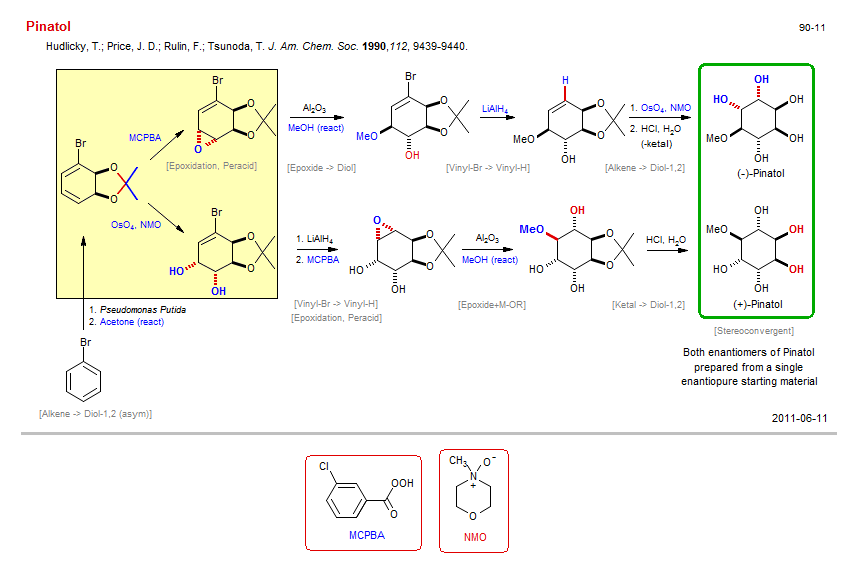 Pinatol
90-11
Hudlicky, T.; Price, J. D.; Rulin, F.; Tsunoda, T. J. Am. Chem. Soc. 1990,112, 9439-9440.
Br
O
O
Br
MCPBA
OsO4, NMO
O
O
O
[Epoxidation, Peracid]
Br
O
O
HO
OH
Al2O3
MeOH (react)
[Epoxide -> Diol]
Br
O
O
MeO
OH
LiAlH4
[Vinyl-Br -> Vinyl-H]
H
O
O
MeO
OH
1. OsO4, NMO
2. HCl, H2O
(-ketal)
[Alkene -> Diol-1,2]
OH
HO
OH
MeO
OH
OH
(-)-Pinatol
1. LiAlH4
2. MCPBA
[Vinyl-Br -> Vinyl-H]
[Epoxidation, Peracid]
O
O
O
HO
OH
Al2O3
MeOH (react)
[Epoxide+M-OR]
OH
MeO
O
O
HO
OH
HCl, H2O
[Ketal -> Diol-1,2]
OH
MeO
OH
HO
OH
OH
(+)-Pinatol
[Stereoconvergent]
1. Pseudomonas Putida
2. Acetone (react)
Br
[Alkene -> Diol-1,2 (asym)]
Both enantiomers of Pinatol
prepared from a single
enantiopure starting material
2011-06-11
Cl
OOH
O
MCPBA
CH3
O−
N
+
O
NMO